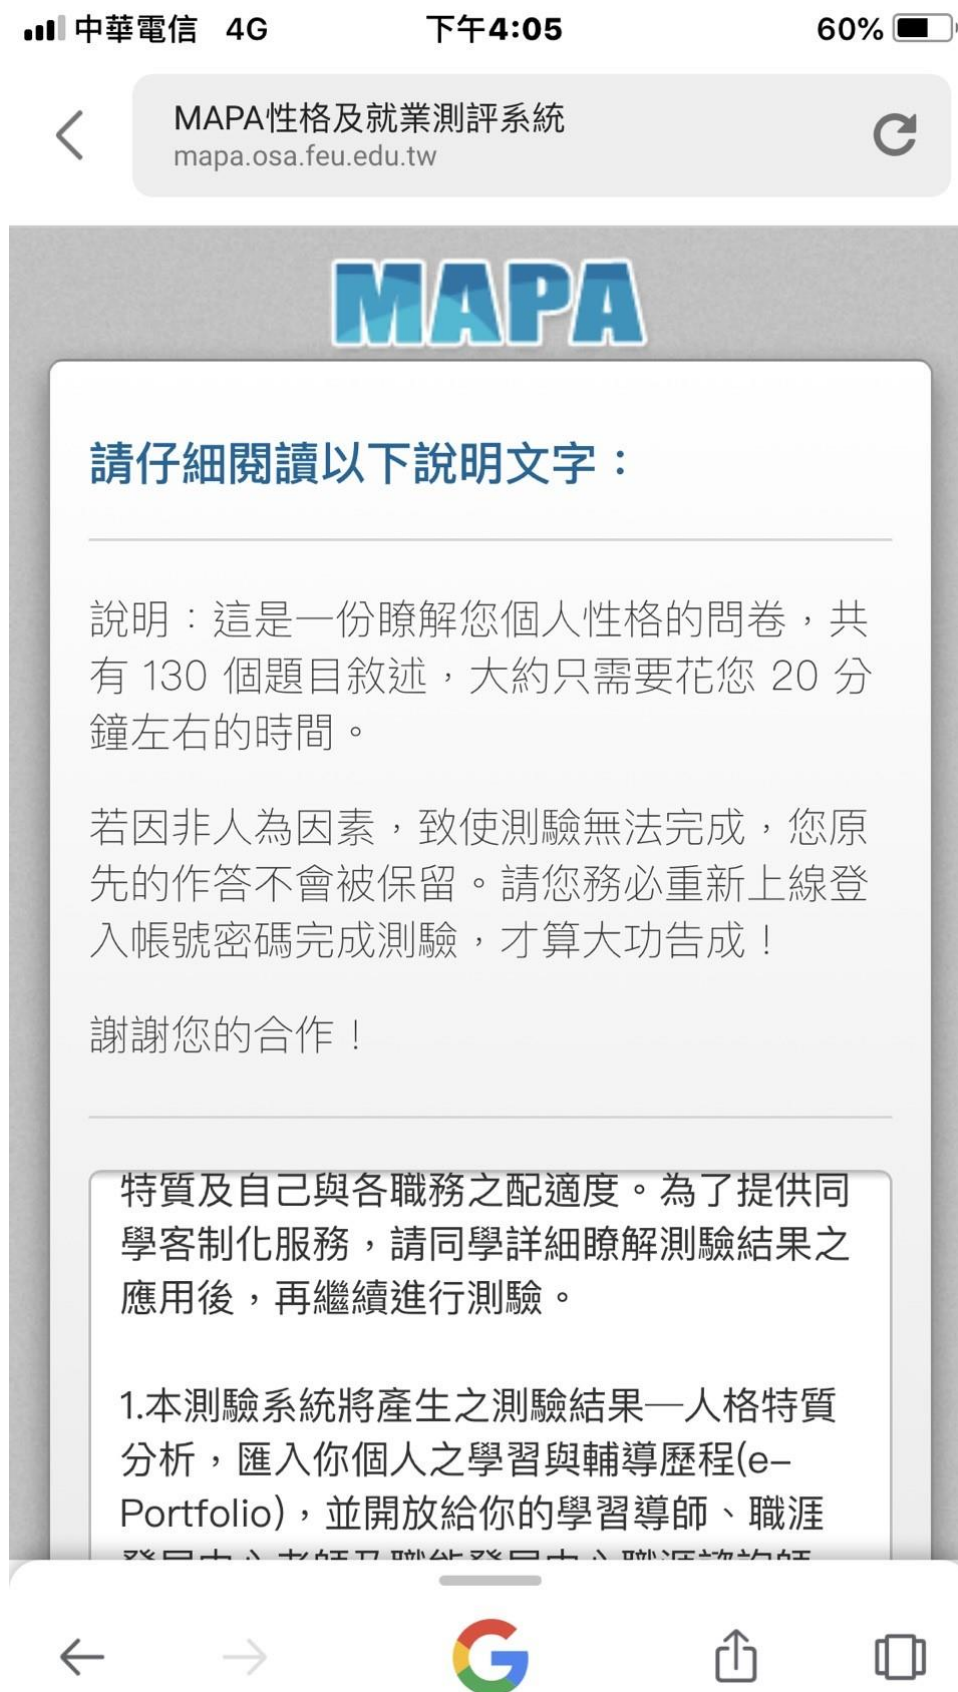 中華電信 4G 下午4:05 60%
MAPA性格及就業測評系統
mapa.osa.feu.edu.tw
MAPA
請仔細閱讀以下說明文字：
說明：這是一份瞭解您個人性格的問卷，共
有 130 個題目敘述，大約只需要花您 20 分
鐘左右的時間。
若因非人為因素，致使測驗無法完成，您原
先的作答不會被保留。請您務必重新上線登
入帳號密碼完成測驗，才算大功告成！
謝謝您的合作！
特質及自己與各職務之配適度。為了提供同
學客制化服務，請同學詳細瞭解測驗結果之
應用後，再繼續進行測驗。
1.本測驗系統將產生之測驗結果─人格特質
分析，匯入你個人之學習與輔導歷程(e-
Portfolio)，並開放給你的學習導師、職涯